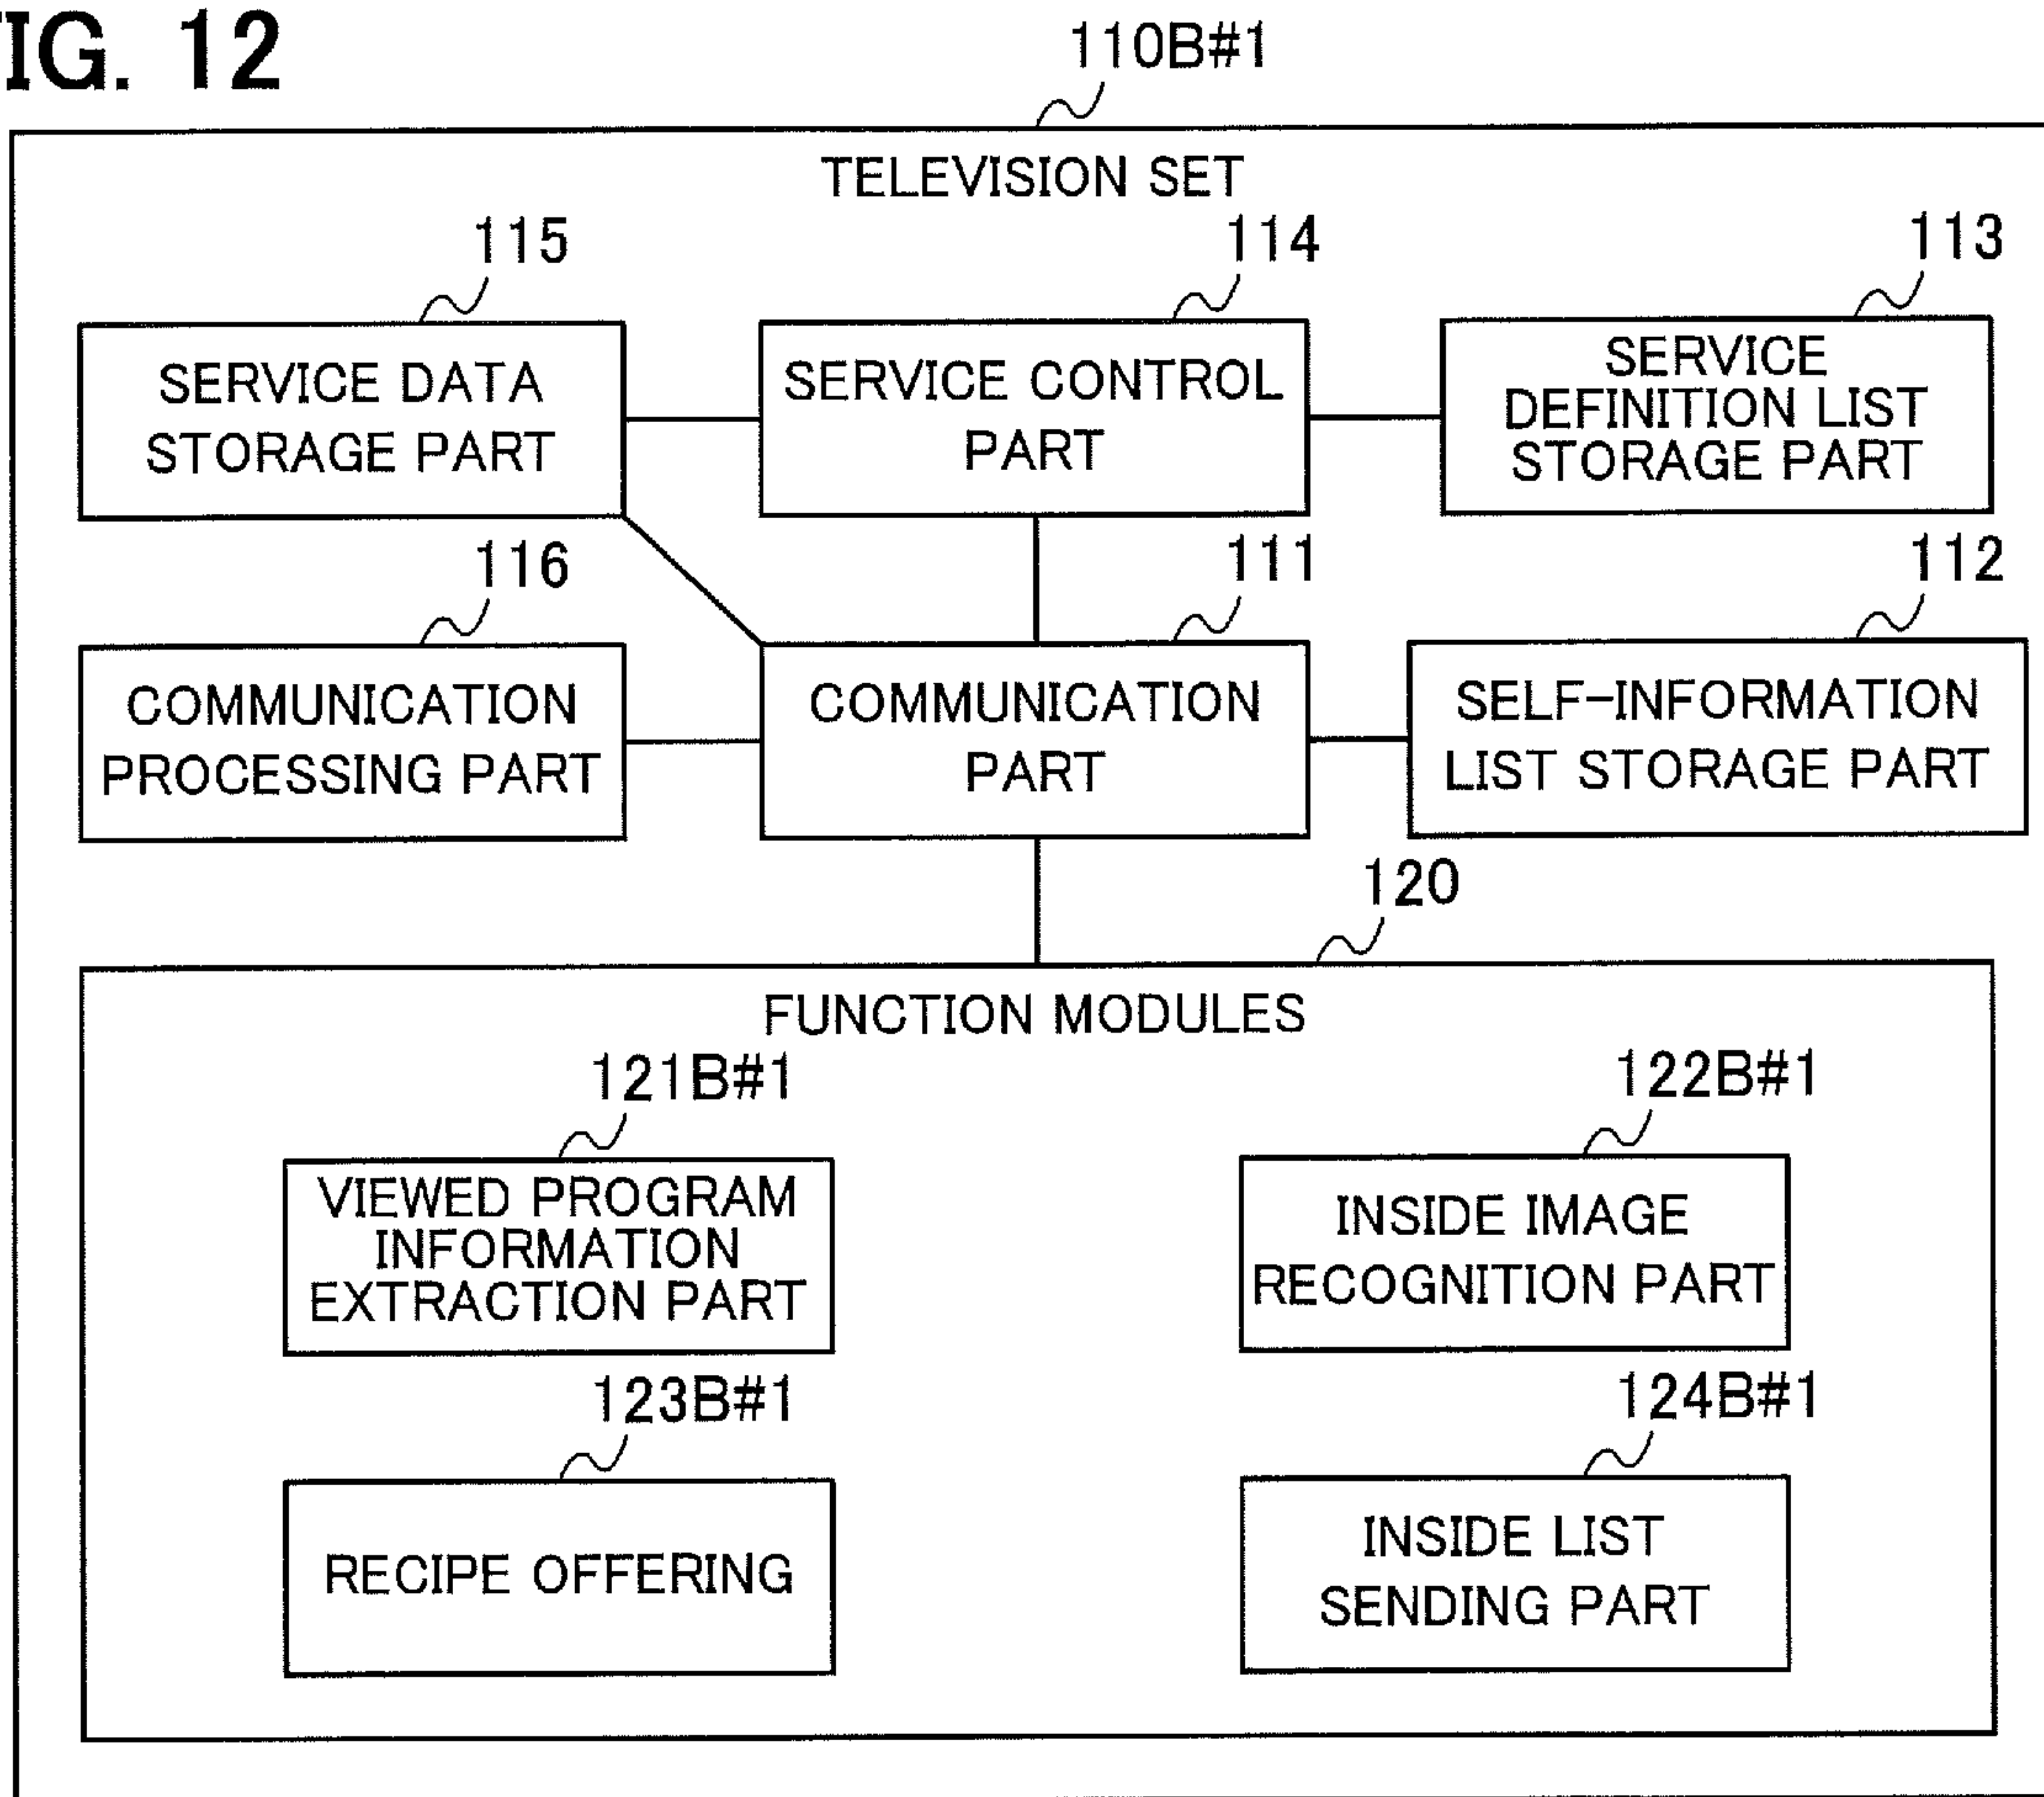 IG. 12
110B#1
TELEVISION SET
115
114
113
SERVICE DATA
STORAGE PART
SERVICE CONTROL
PART
SERVICE
DEFINITION LIST
STORAGE PART
116
111
112
COMMUNICATION
PROCESSING PART
COMMUNICATION
PART
SELF-INFORMATION
LIST STORAGE PART
120
FUNCTION MODULES
121B#1
122B#1
VIEWED PROGRAM
INFORMATION
EXTRACTION PART
INSIDE IMAGE
RECOGNITION PART
123B#1
124B#1
RECIPE OFFERING
INSIDE LIST
SENDING PART